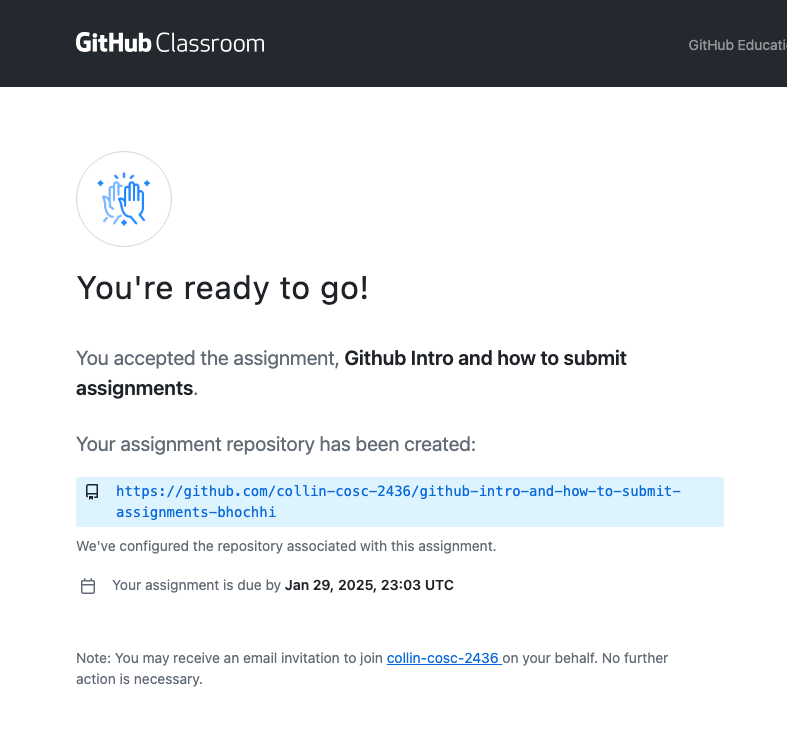 GitHub Classroom
GitHub Educati
You're ready to go!
You accepted the assignment, Github Intro and how to submit
assignments.
Your assignment repository has been created:
https://github.com/collin-cosc-2436/github-intro-and-how-to-submit-
assignments-bhochhi
We've configured the repository associated with this assignment.
Your assignment is due by Jan 29, 2025, 23:03 UTC
Note: You may receive an email invitation to join collin-cosc-2436 on your behalf. No further
action is necessary.